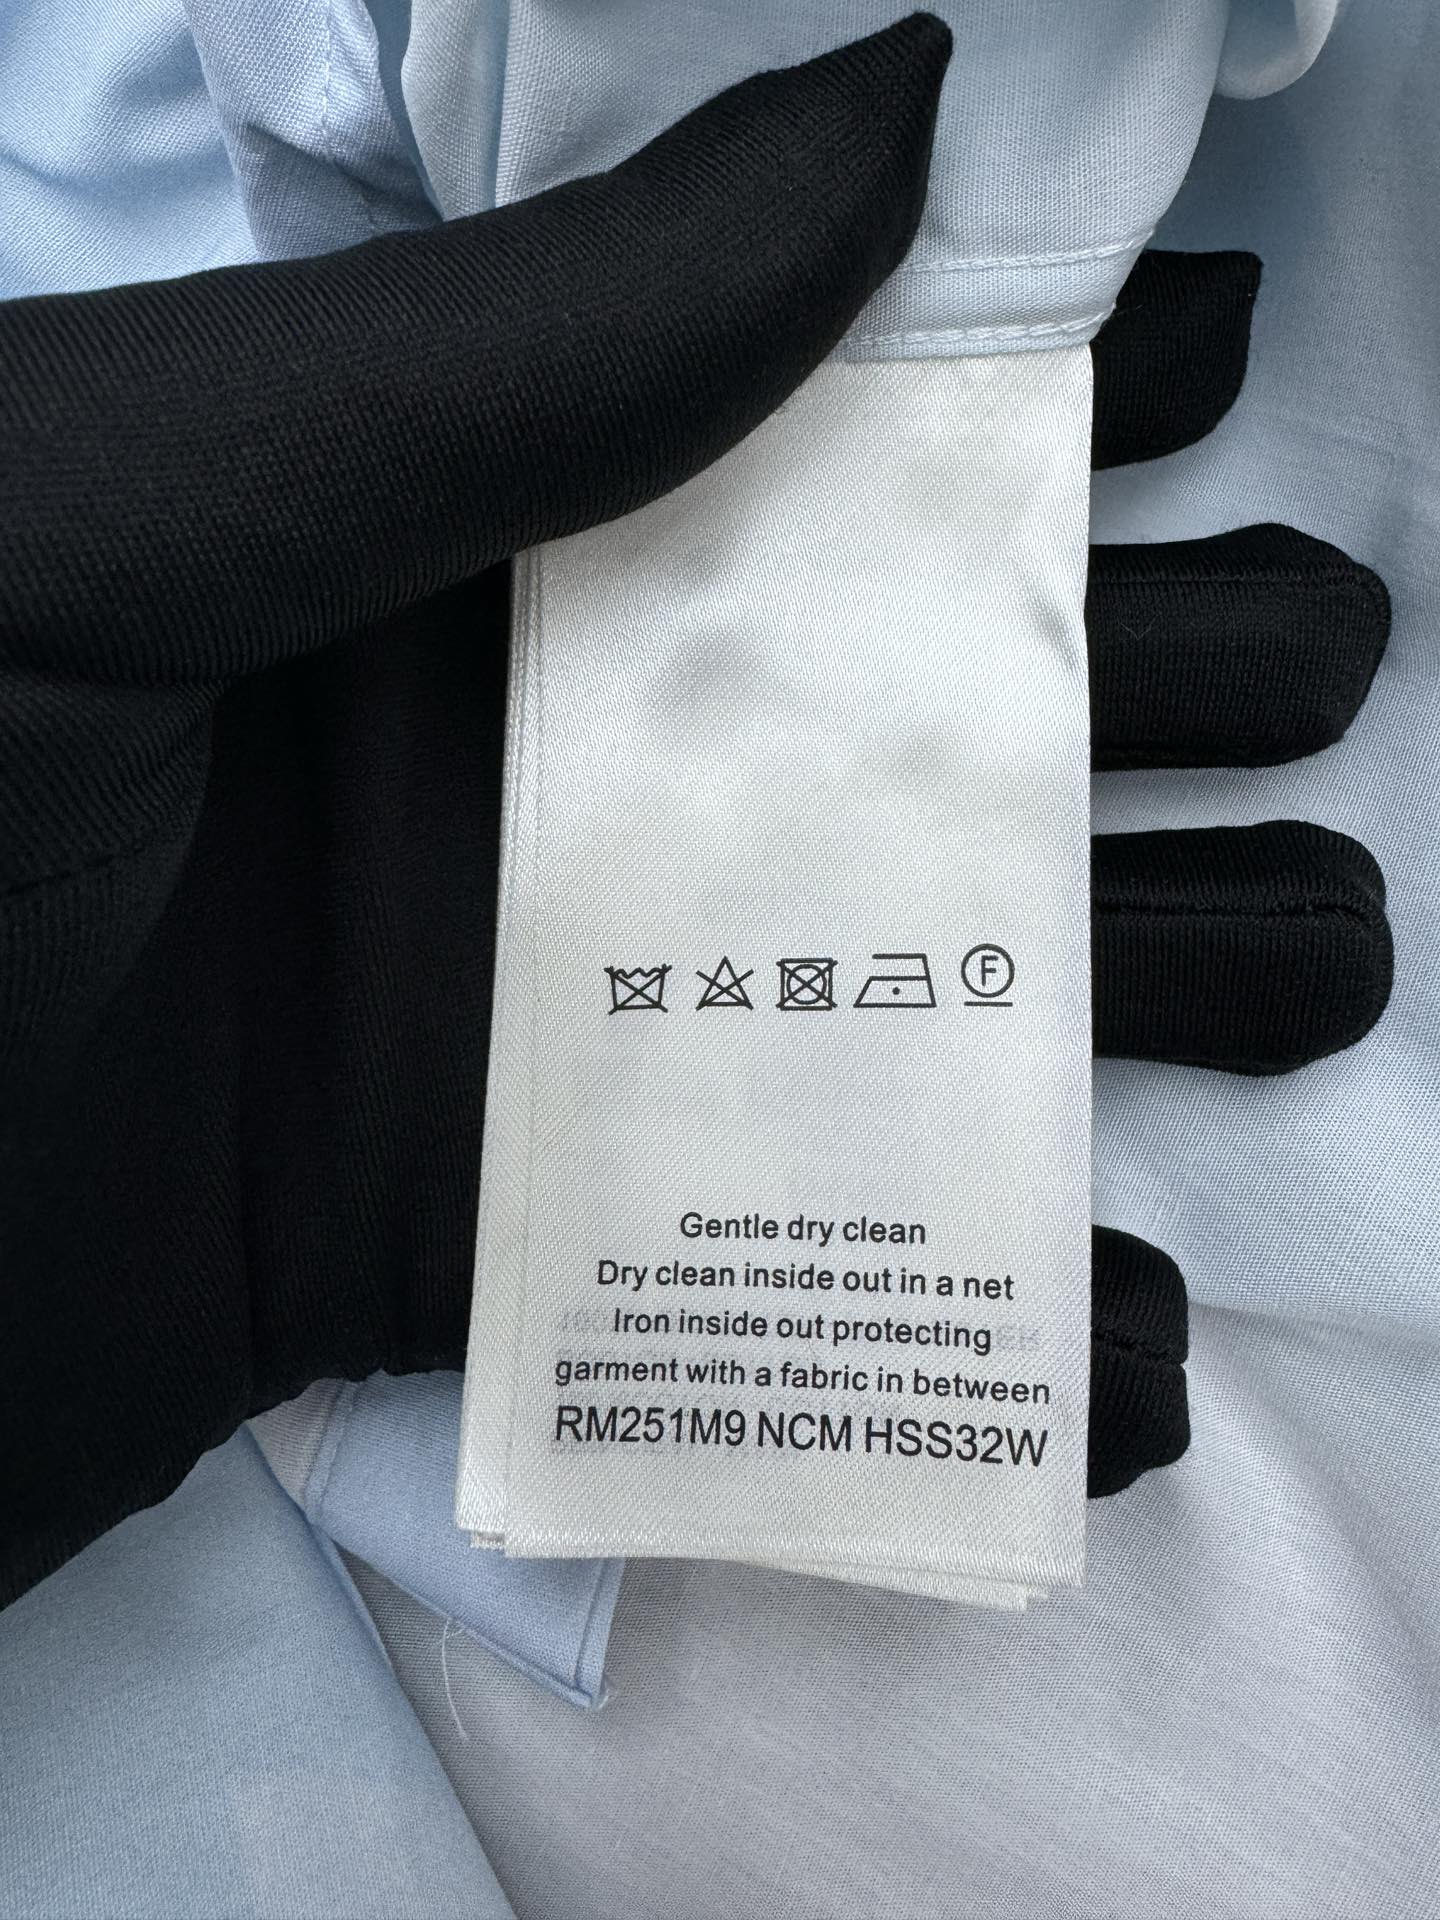 F
Gentle dry clean
Dry clean inside out in a net
Iron inside out protecting
garment with a fabric in between
RM251M9 NCM HSS32W